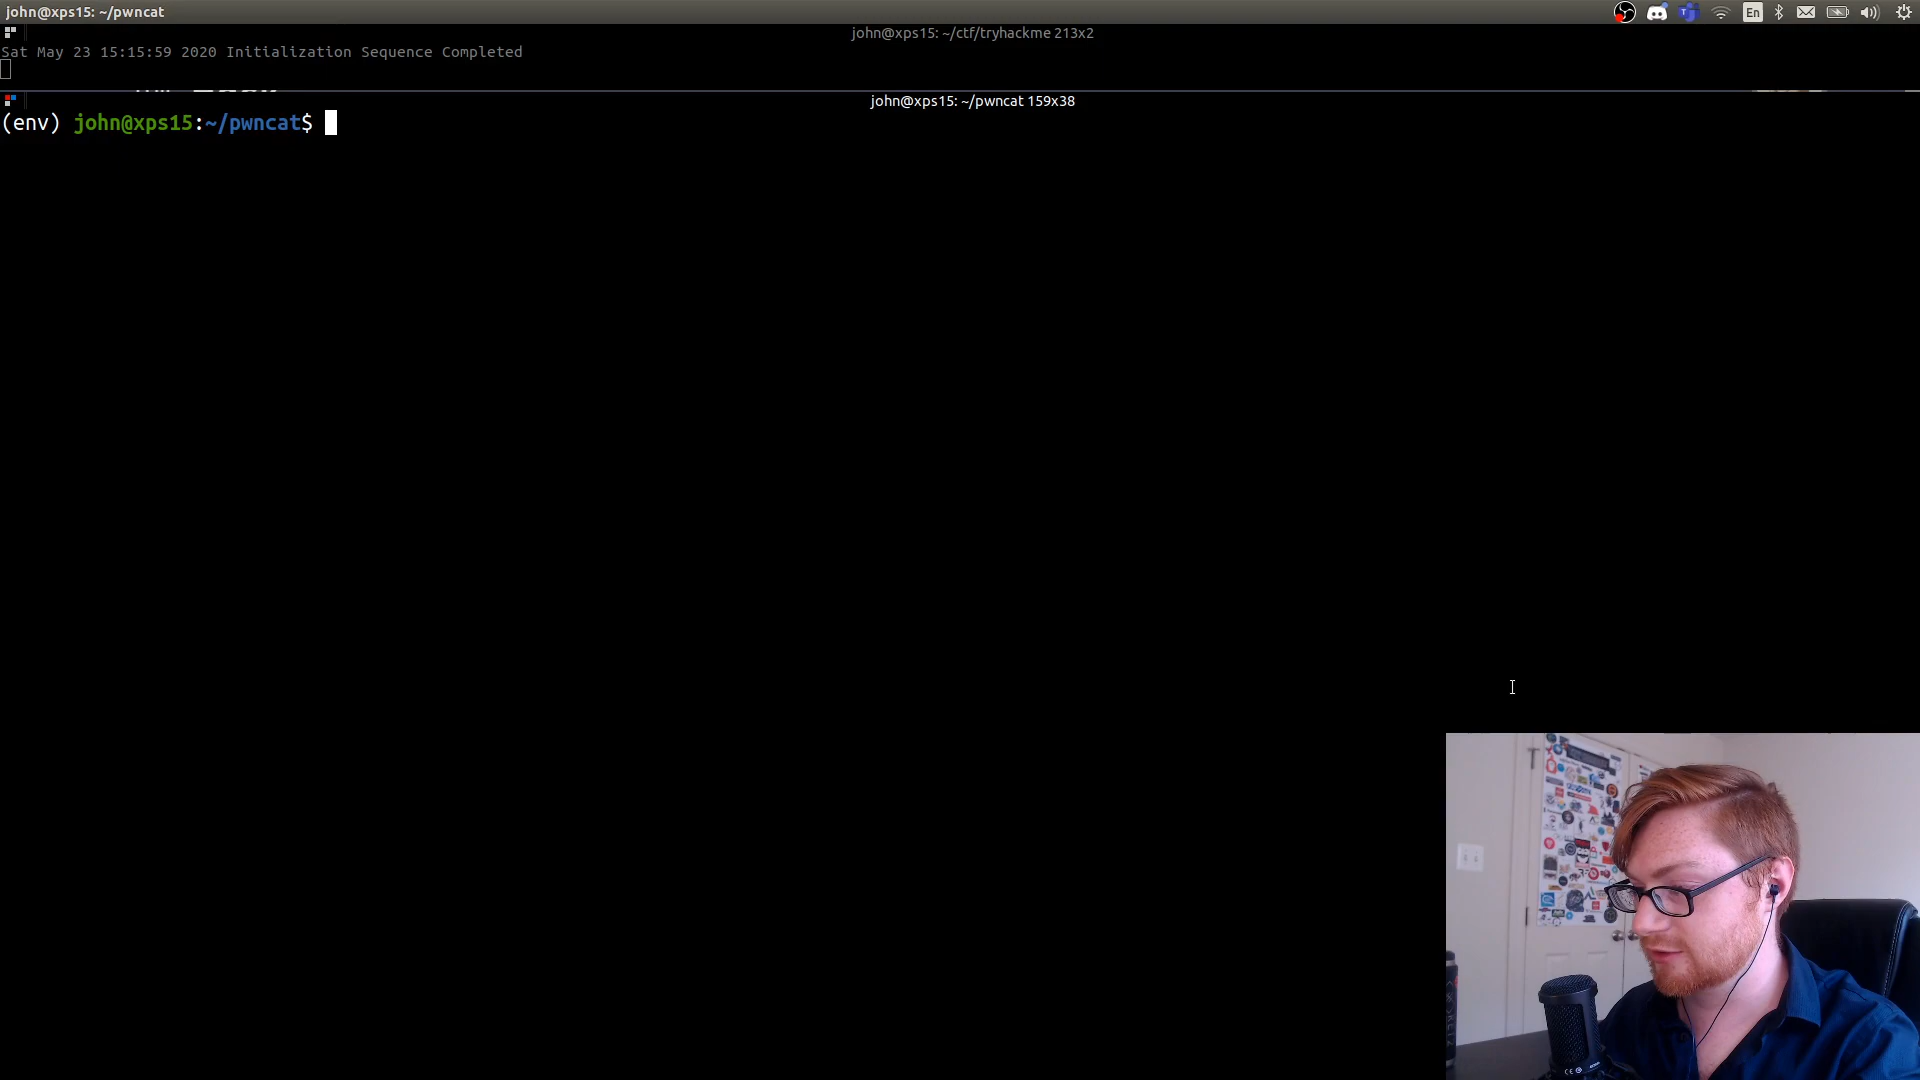 john@xps15: ~/pwncat
En
john@xps15: ~/ctf/tryhackme 213x2
Sat May 23 15:15:59 2020 Initialization Sequence Completed
john@xps15: ~/pwncat 159x38
(env) john@xps15:~/pwncat$